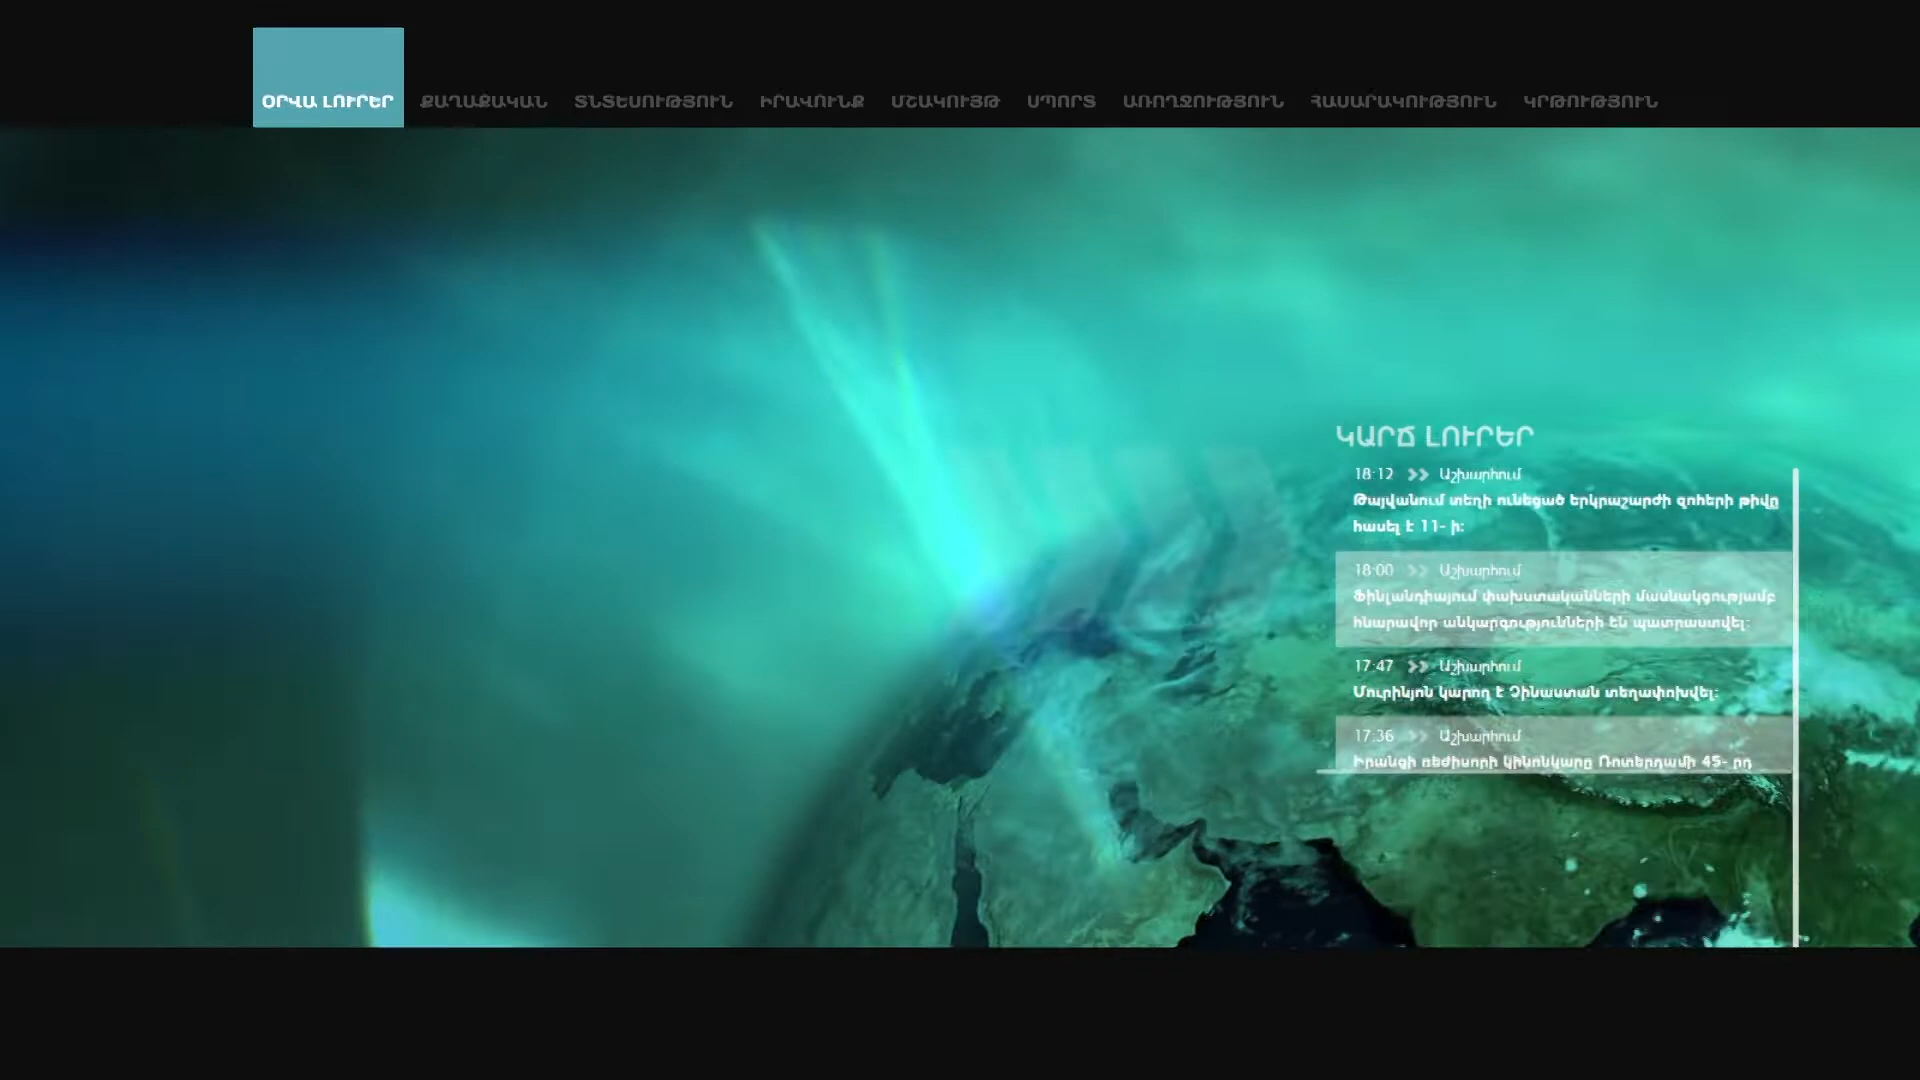 ՕՐՎԱ ԼՈՒՐԵՐ ՔԱՂԱՔԱԿԱՆ ՏՆՏԵՍՈՒԹՅՈՒՆ ԻՐԱՎՈՒՆՔ ՄՇԱԿՈՒՅԹ ՍՊՈՐՏ ԱՌՈՂՋՈՒԹՅՈՒՆ ՀԱՍԱՐԱԿՈՒԹՅՈՒՆ ԿՐԹՈՒԹՅՈՒՆ
ԿԱՐՃ ԼՈՒՐԵՐ
18:12 >> Աշխարհում
Թայվանում տեղի ունեցած երկրաշարժի զոհերի թիվը
հասել է 11- ի:
18:00 >> Աշխարհում
Ֆինլանդիայում փախստականների մասնակցությամբ
հնարավոր անկարգությունների են պատրաստվել:
17:47 >> Աշխարհում
Մուրինյոն կարող է Չինաստան տեղափոխվել:
17:36 >> Աշխարհում
Իրանցի ռեժիսորի կինոնկարը Ռոտերդամի 45- րդ